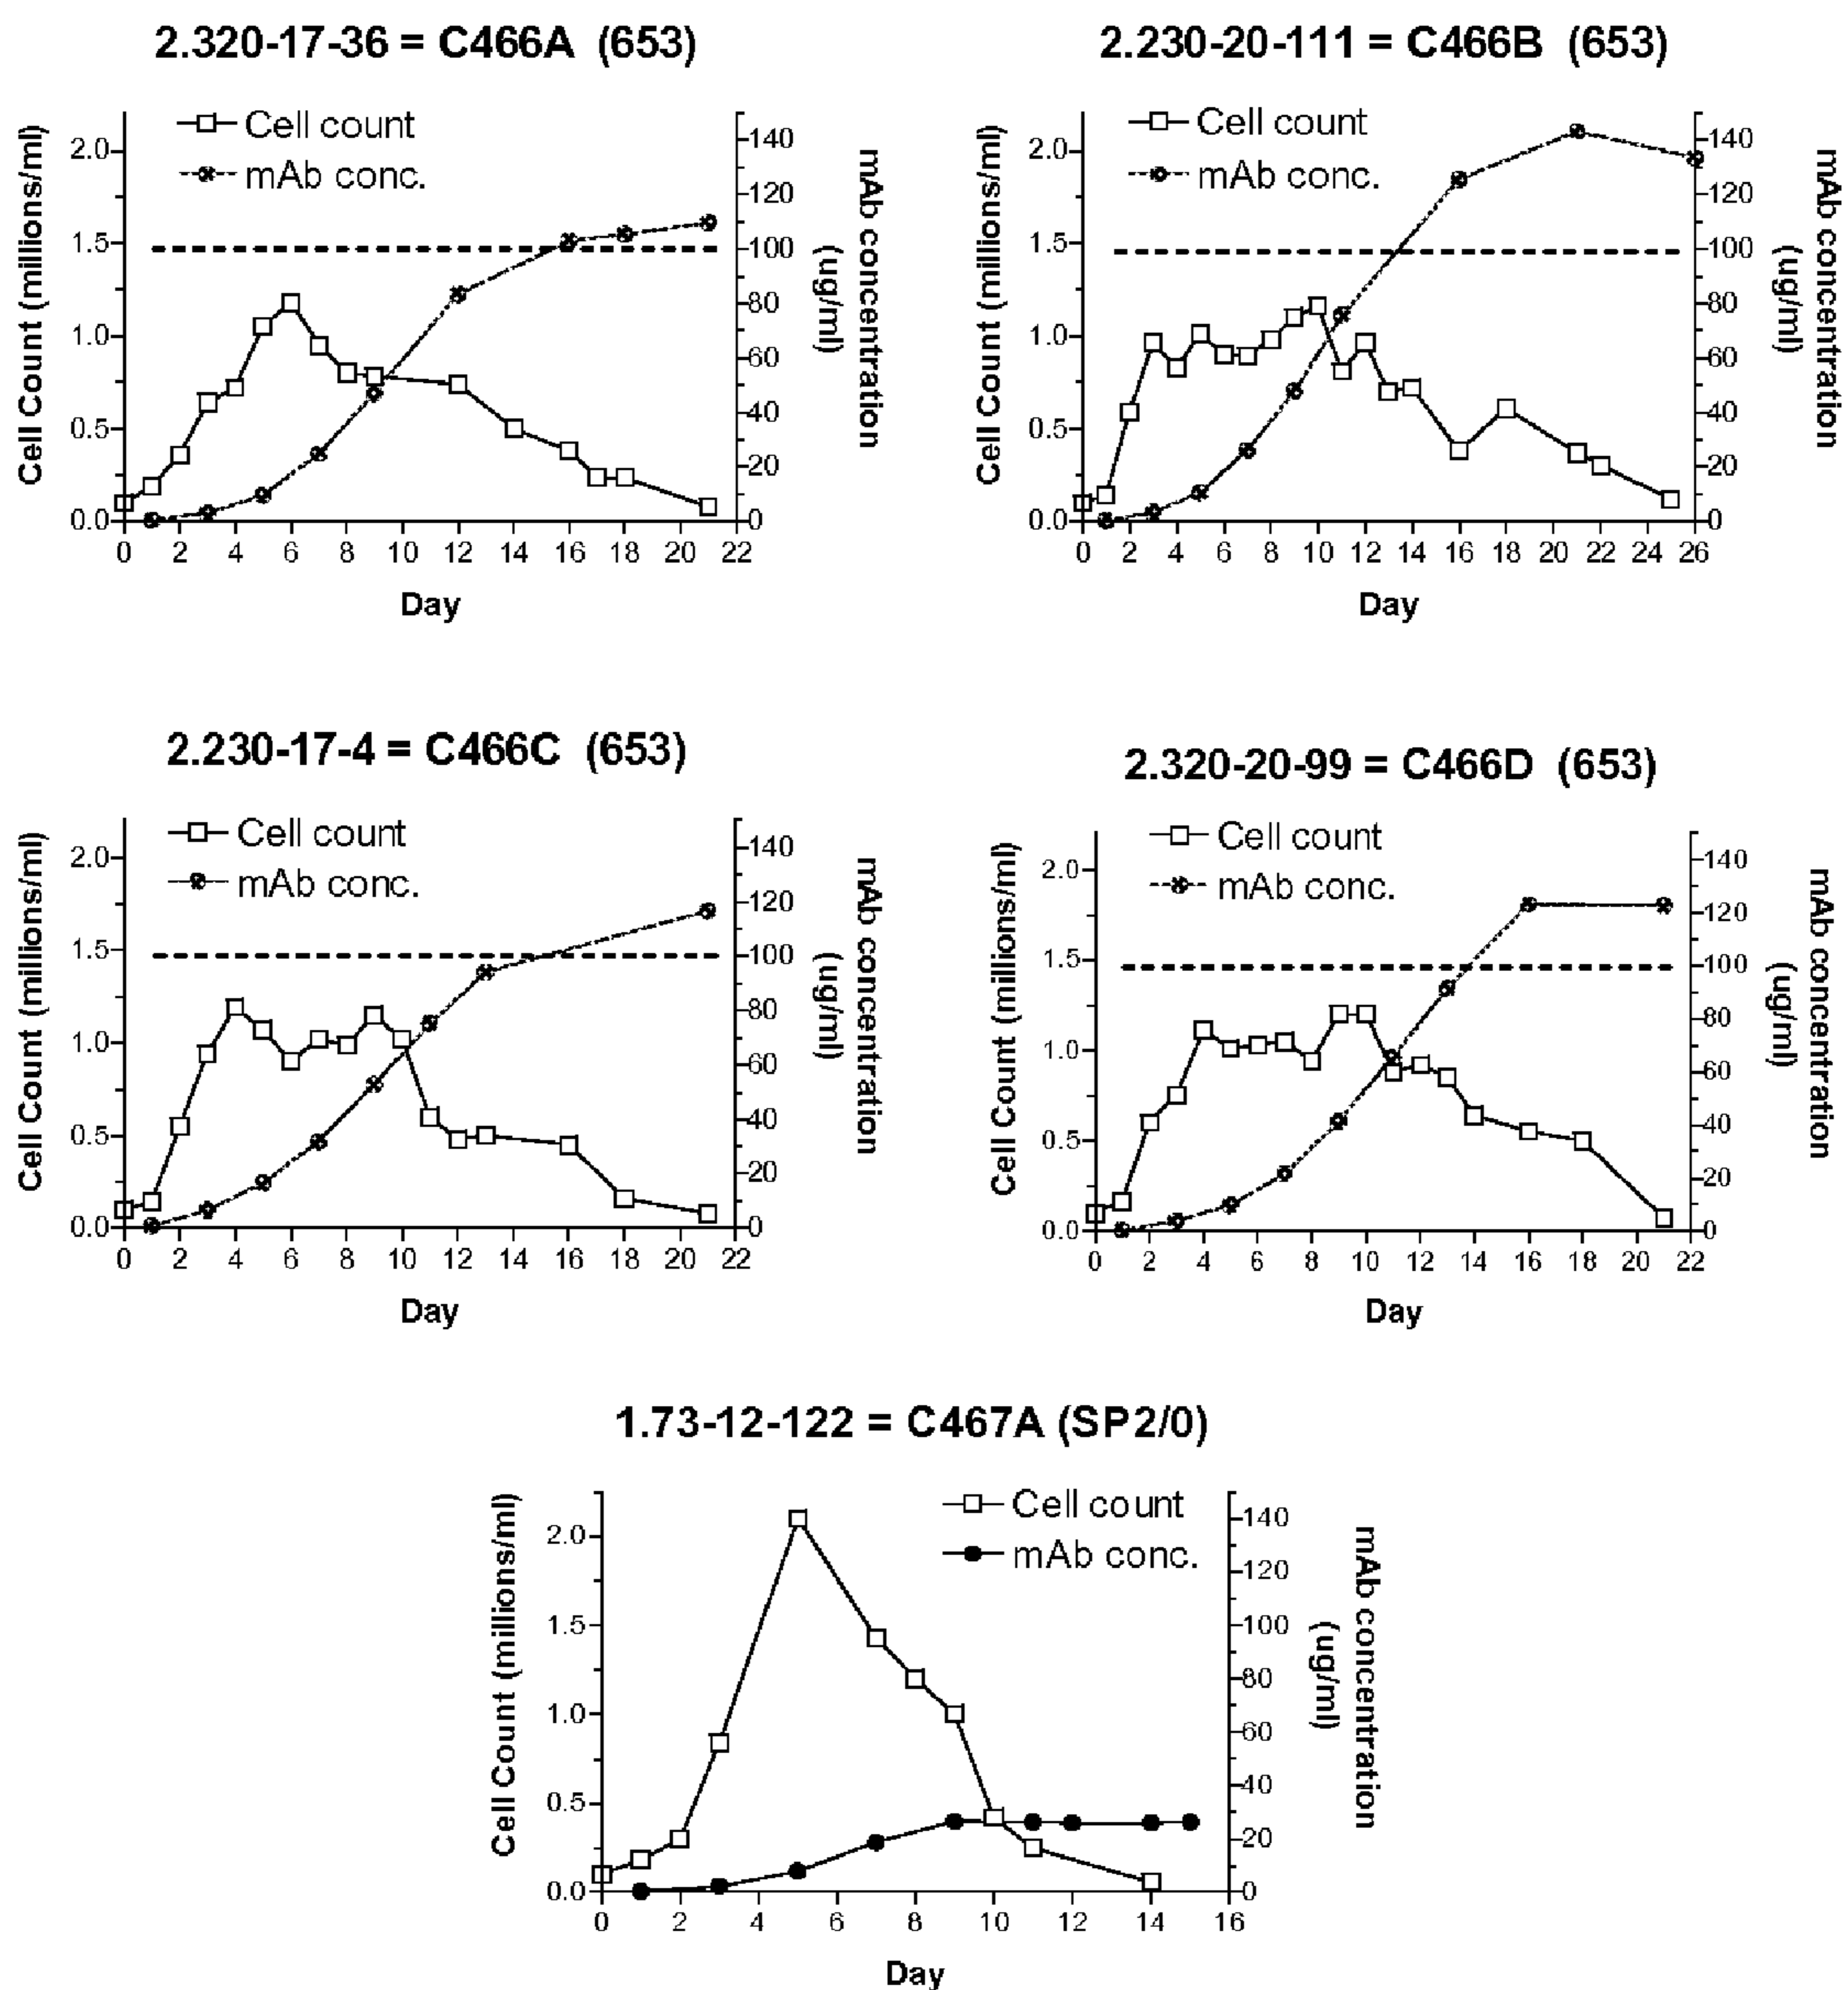 2.320-17-36 = C466A (653)
Cell count
mAb conc.
Cell Count (millions/ml)
2.0
1.5
1.0
0.5
0.0
140
120
100
80
60
40
20
0
mAb concentration
(ug/ml)
0 2 4 6 8 10 12 14 16 18 20 22
Day
2.230-20-111 = C466B (653)
Cell count
mAb conc.
Cell Count (millions/ml)
2.0
1.5
1.0
0.5
0.0
140
120
100
80
60
40
20
0
mAb concentration
(ug/ml)
0 2 4 6 8 10 12 14 16 18 20 22 24 26
Day
2.230-17-4 = C466C (653)
Cell count
mAb conc.
Cell Count (millions/ml)
2.0
1.5
1.0
0.5
0.0
140
120
100
80
60
40
20
0
mAb concentration
(ug/ml)
0 2 4 6 8 10 12 14 16 18 20 22
Day
2.320-20-99 = C466D (653)
Cell count
mAb conc.
Cell Count (millions/ml)
2.0
1.5
1.0
0.5
0.0
140
120
100
80
60
40
20
0
mAb concentration
(ug/ml)
0 2 4 6 8 10 12 14 16 18 20 22
Day
1.73-12-122 = C467A (SP2/0)
Cell count
mAb conc.
Cell Count (millions/ml)
2.0
1.5
1.0
0.5
0.0
140
120
100
80
60
40
20
0
mAb concentration
(ug/ml)
0 2 4 6 8 10 12 14 16
Day